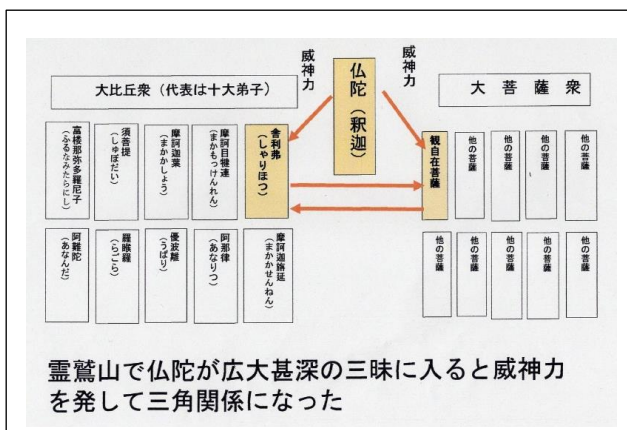 威神力
威神力
仏陀（釈迦）
大比丘衆（代表は十大弟子）
大菩薩衆
富楼那弥多羅尼子
（ふるなみたらにし）
須菩提
（しゅぼだい）
摩訶迦葉
（まかかしょう）
摩訶目犍連
（まかもっけんれん）
舎利弗
（しゃりほつ）
観自在菩薩
他の菩薩
他の菩薩
他の菩薩
阿難陀
（あなんだ）
羅睺羅
（らごら）
優波離
（うぱり）
阿那律
（あなりつ）
摩訶迦旃延
（まかかせんねん）
他の菩薩
他の菩薩
他の菩薩
他の菩薩
霊鷲山で仏陀が広大甚深の三昧に入ると威神力
を発して三角関係になった